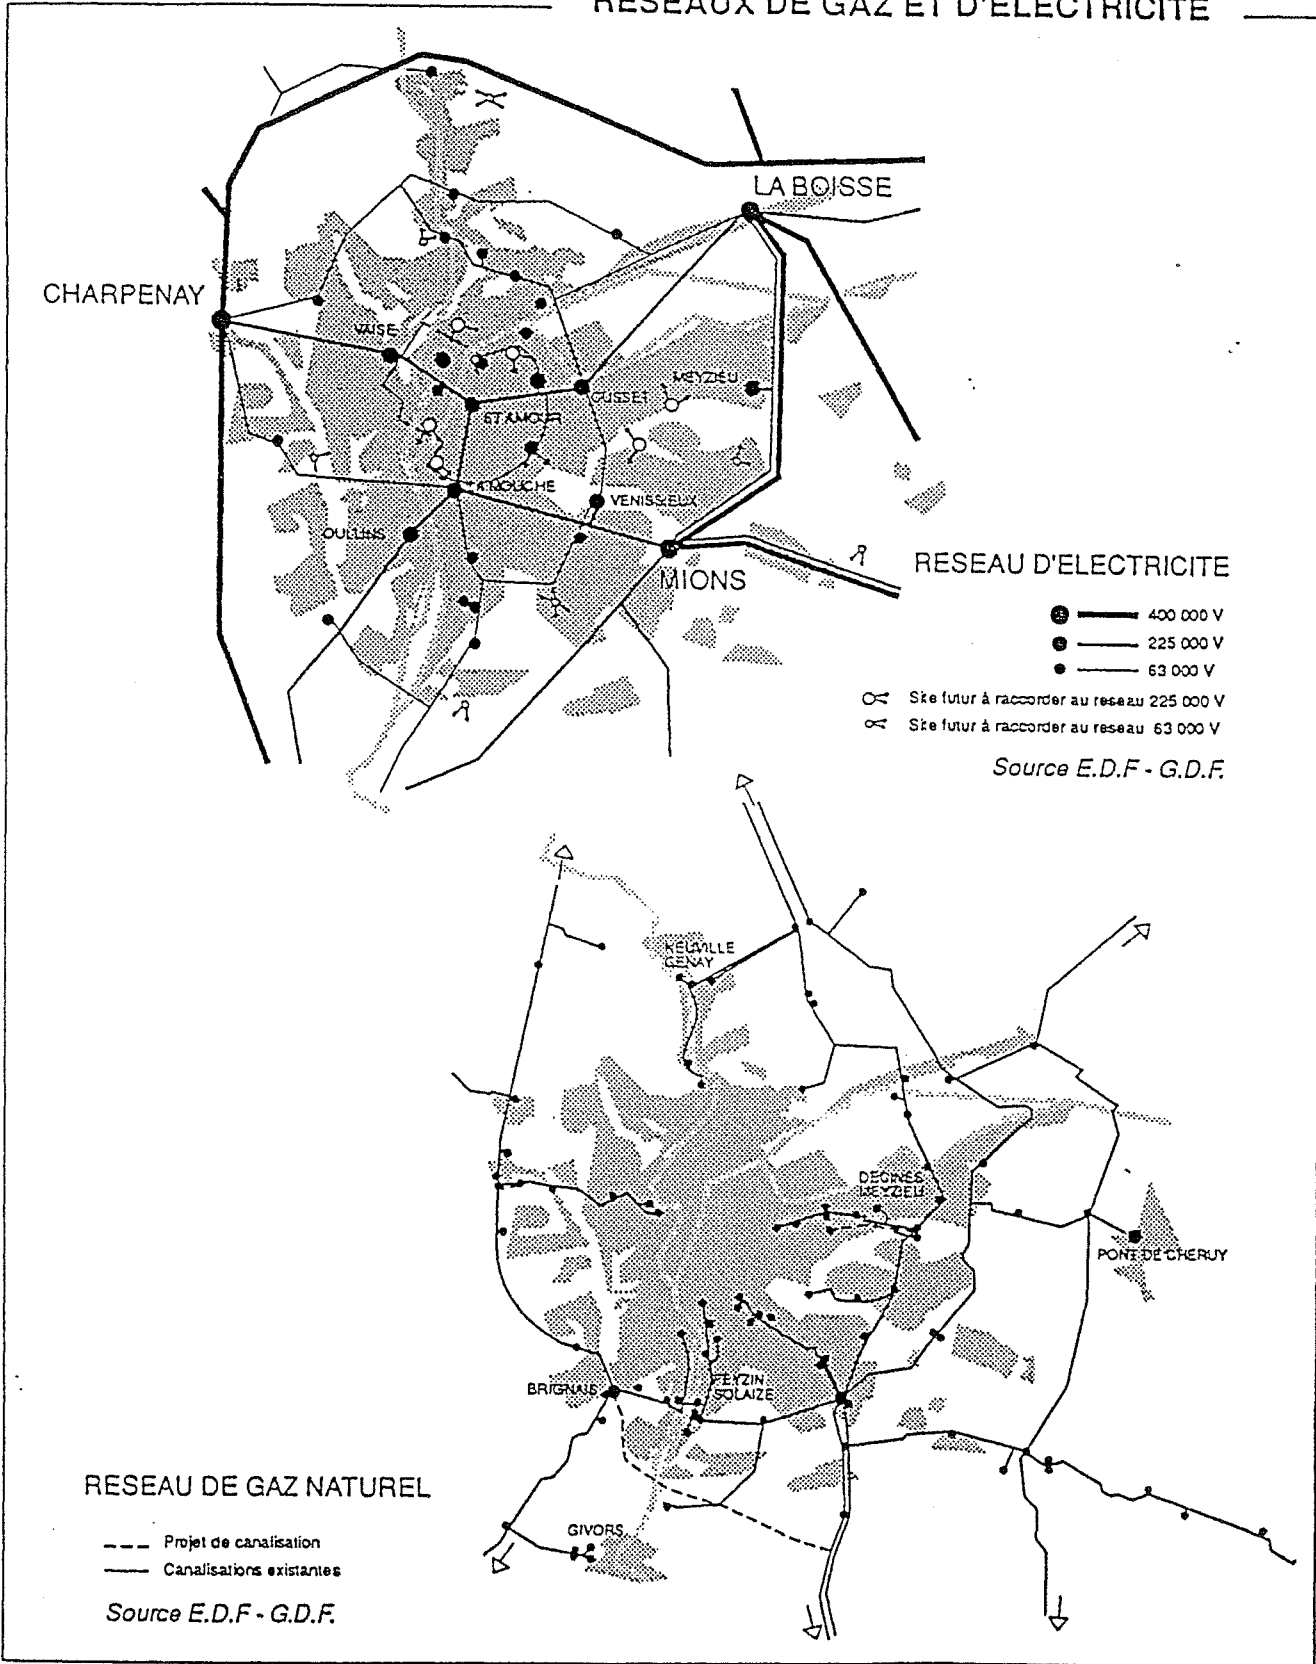 RESEAUX DE GAZ ET D'ELECTRICITE
LA BOISSE
CHARPENAY
VAISE
MEYZIEU
CUSSET
ST AMOUR
A MOUCHE
VENISSIEUX
OULLINS
MIONS
RESEAU D'ELECTRICITE
400 000 V
225 000 V
63 000 V
Site futur à raccorder au reseau 225 000 V
Site futur à raccorder au reseau 63 000 V
Source E.D.F - G.D.F.
NEUVILLE
GENAY
DECINES
MEYZIEU
PONT DE CHERUY
BRIGNAIS
FEYZIN
SOLAIZE
RESEAU DE GAZ NATUREL
GIVORS
Projet de canalisation
Canalisations existantes
Source E.D.F - G.D.F.